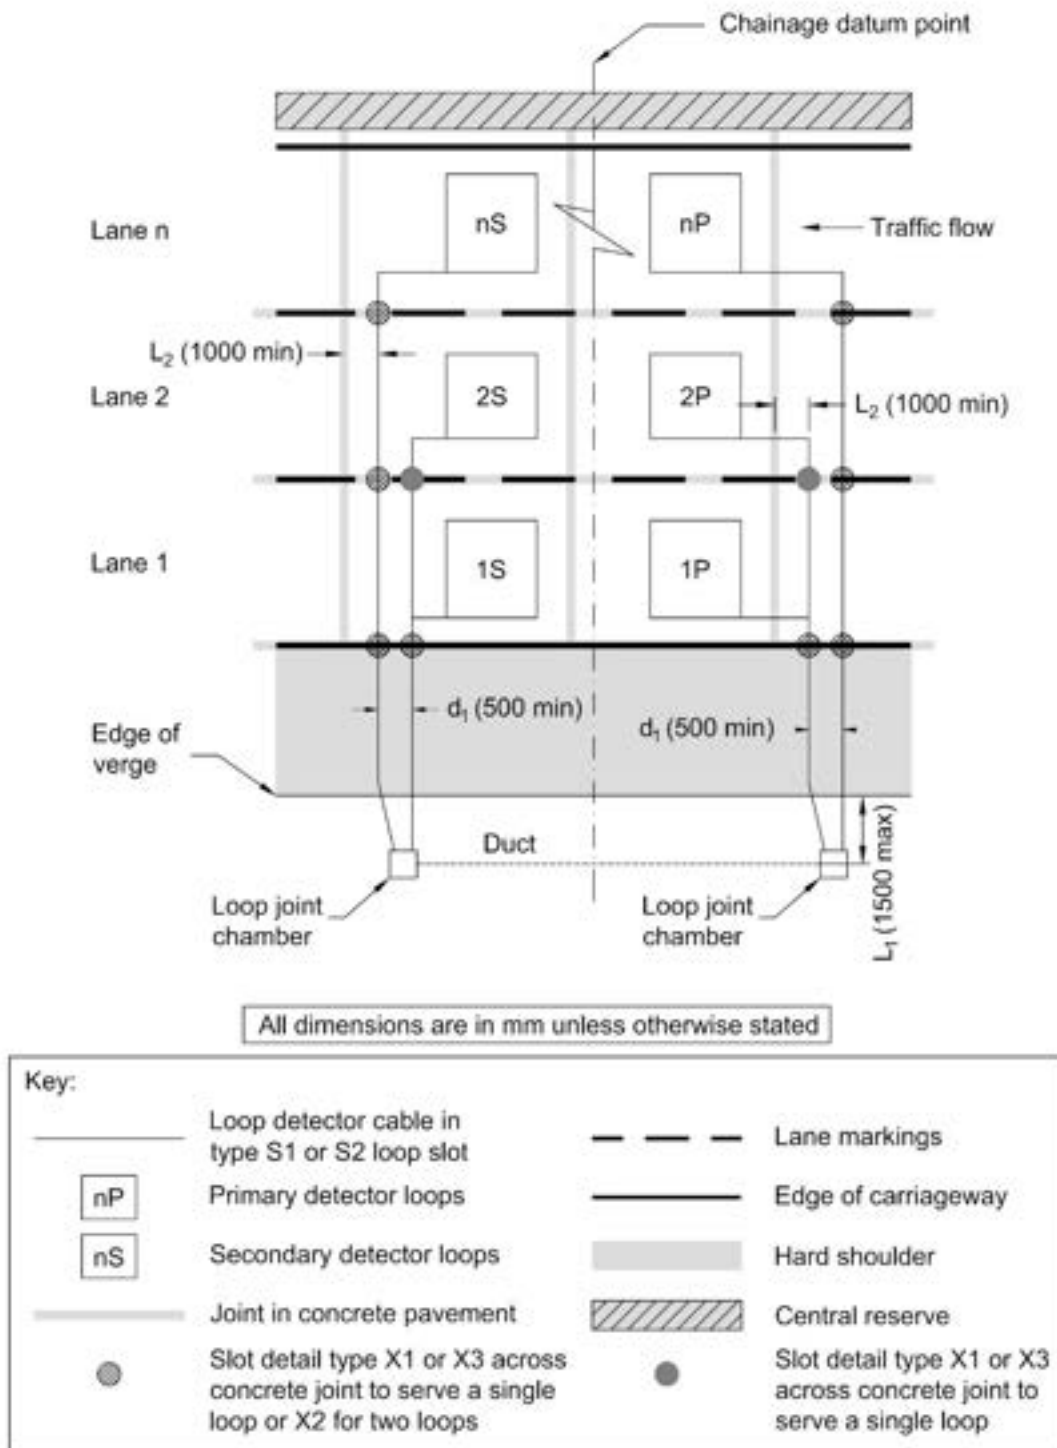 Chainage datum point
Lane n
nS
nP
Traffic flow
L₂ (1000 min)
Lane 2
2S
2P
L₂ (1000 min)
Lane 1
1S
1P
d₁ (500 min)
d₁ (500 min)
Edge of
verge
Duct
L₁ (1500 max)
Loop joint
chamber
Loop joint
chamber
All dimensions are in mm unless otherwise stated
Key:
Loop detector cable in
type S1 or S2 loop slot
Lane markings
nP
Primary detector loops
Edge of carriageway
nS
Secondary detector loops
Hard shoulder
Joint in concrete pavement
Central reserve
Slot detail type X1 or X3 across
concrete joint to serve a single
loop or X2 for two loops
Slot detail type X1 or X3
across concrete joint to
serve a single loop